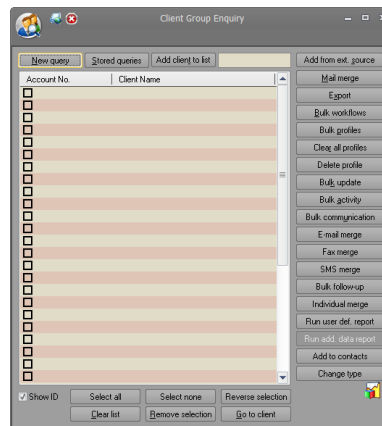 Client Group Enquiry
New query Stored queries Add client to list Add from ext. source
Account No. Client Name Mail merge
Export
Bulk workflows
Bulk profiles
Clear all profiles
Delete profile
Bulk update
Bulk activity
Bulk communication
E-mail merge
Fax merge
SMS merge
Bulk follow-up
Individual merge
Run user def. report
Run add. data report
Add to contacts
Change type
Show ID Select all Select none Reverse selection
Clear list Remove selection Go to client